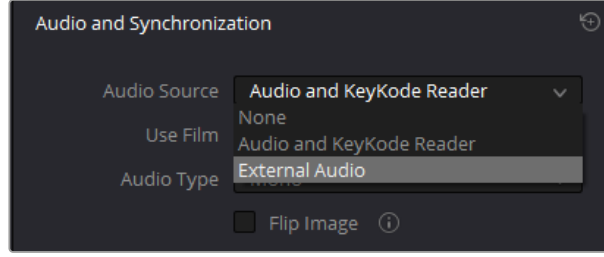 Audio and Synchronization
Audio Source Audio and KeyKode Reader
None
Use Film
Audio and KeyKode Reader
External Audio
Audio Type
Flip Image